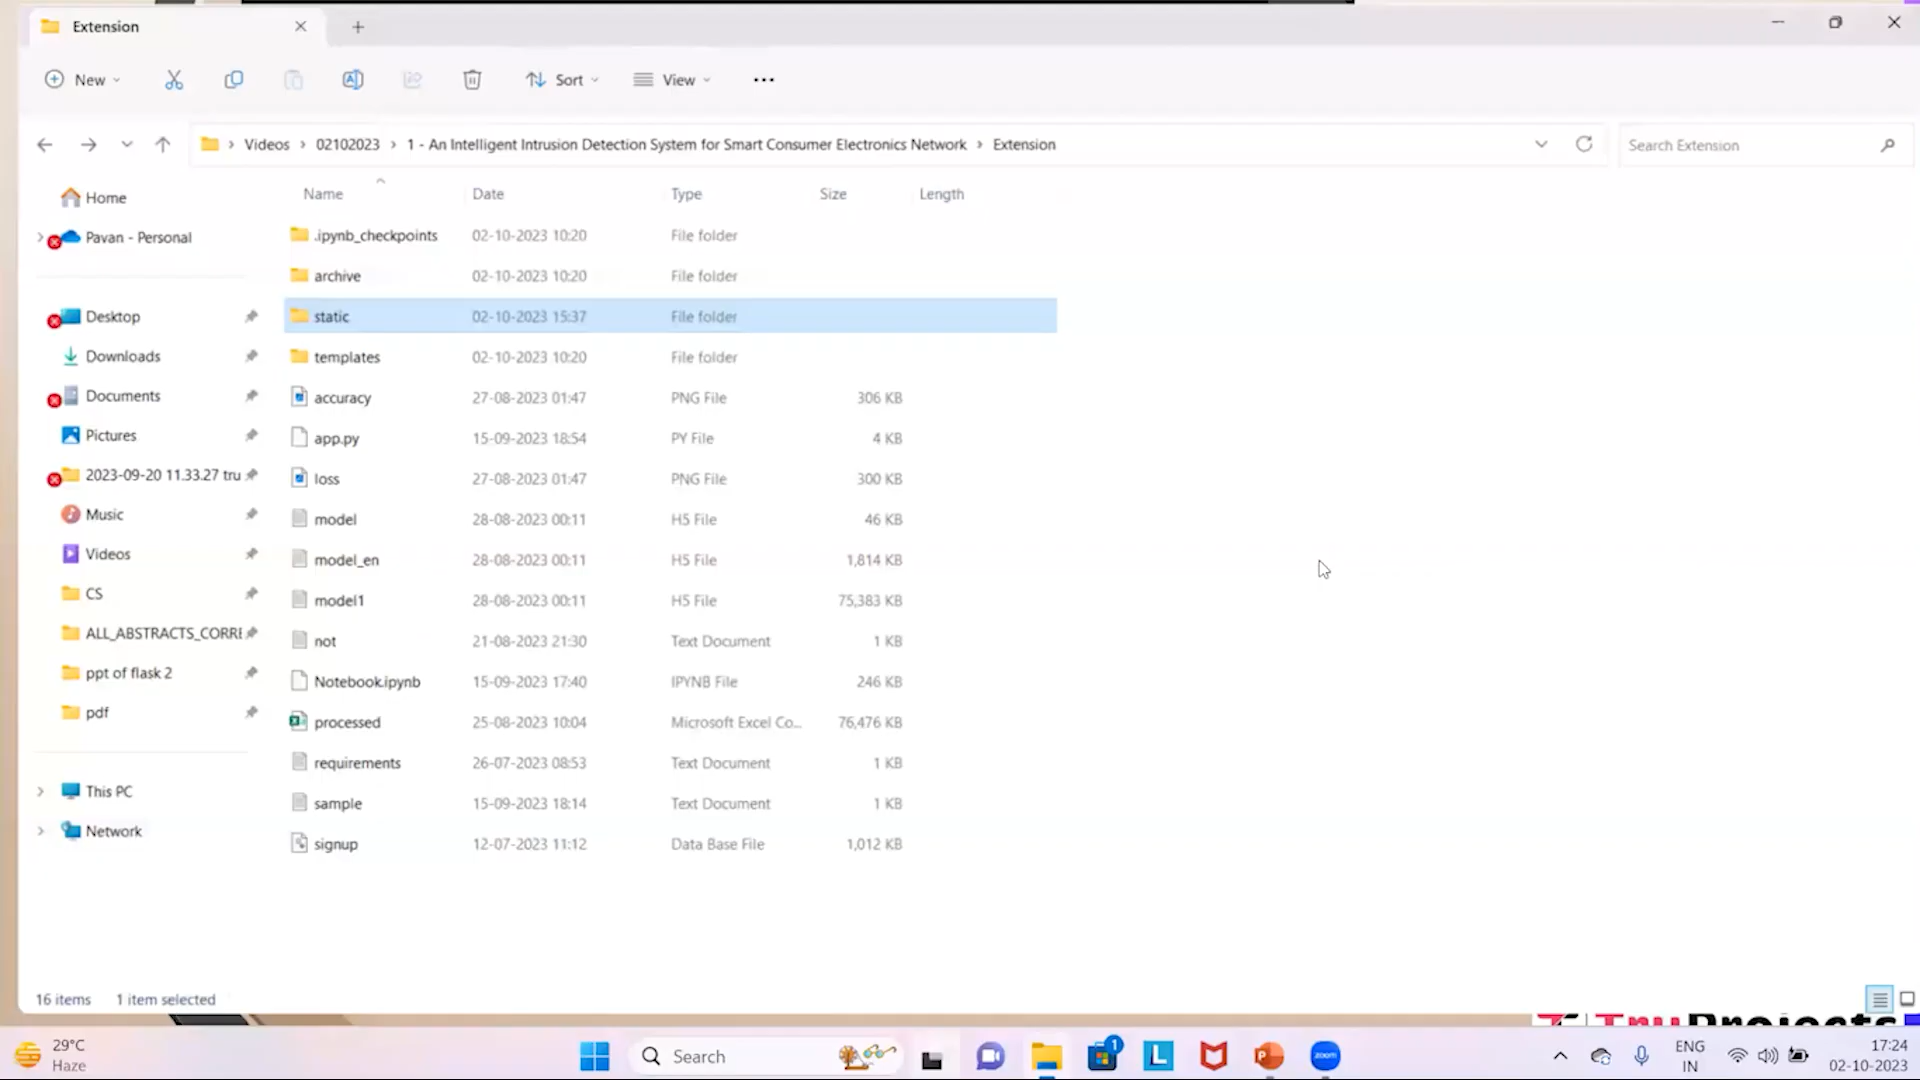 Extension
New
Sort
View
Videos
02102023
1 - An Intelligent Intrusion Detection System for Smart Consumer Electronics Network
Extension
Search Extension
Name Date Type Size Length
Home
Pavan - Personal
Desktop
Downloads
Documents
Pictures
2023-09-20 11.33.27 tru
Music
Videos
CS
ALL_ABSTRACTS_CORRE
ppt of flask 2
pdf
This PC
Network
.ipynb_checkpoints 02-10-2023 10:20 File folder
archive 02-10-2023 10:20 File folder
static 02-10-2023 15:37 File folder
templates 02-10-2023 10:20 File folder
accuracy 27-08-2023 01:47 PNG File 306 KB
app.py 15-09-2023 18:54 PY File 4 KB
loss 27-08-2023 01:47 PNG File 300 KB
model 28-08-2023 00:11 H5 File 46 KB
model_en 28-08-2023 00:11 H5 File 1,814 KB
model1 28-08-2023 00:11 H5 File 75,383 KB
not 21-08-2023 21:30 Text Document 1 KB
Notebook.ipynb 15-09-2023 17:40 IPYNB File 246 KB
processed 25-08-2023 10:04 Microsoft Excel Co... 76,476 KB
requirements 26-07-2023 08:53 Text Document 1 KB
sample 15-09-2023 18:14 Text Document 1 KB
signup 12-07-2023 11:12 Data Base File 1,012 KB
16 items 1 item selected
TruProjects
29°C
Haze
Search
1
L
P
zoom
ENG
IN
17:24
02-10-2023